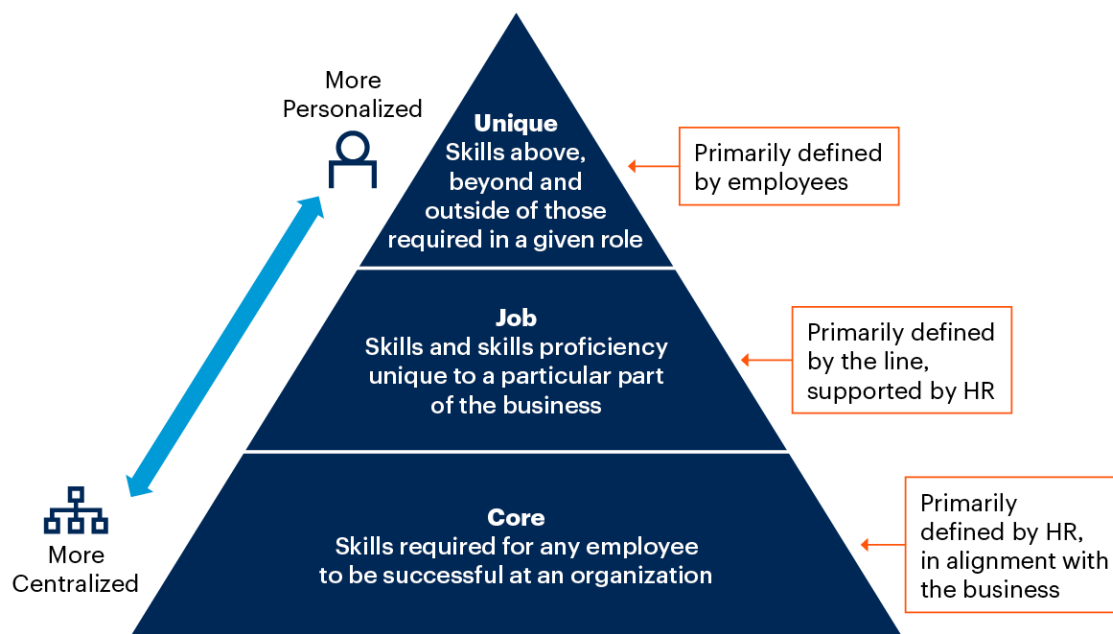 More
Personalized
Unique
Skills above,
beyond and
outside of those
required in a given role
Primarily defined
by employees
Job
Skills and skills proficiency
unique to a particular part
of the business
Primarily defined
by the line,
supported by HR
More
Centralized
Core
Skills required for any employee
to be successful at an organization
Primarily
defined by HR,
in alignment with
the business